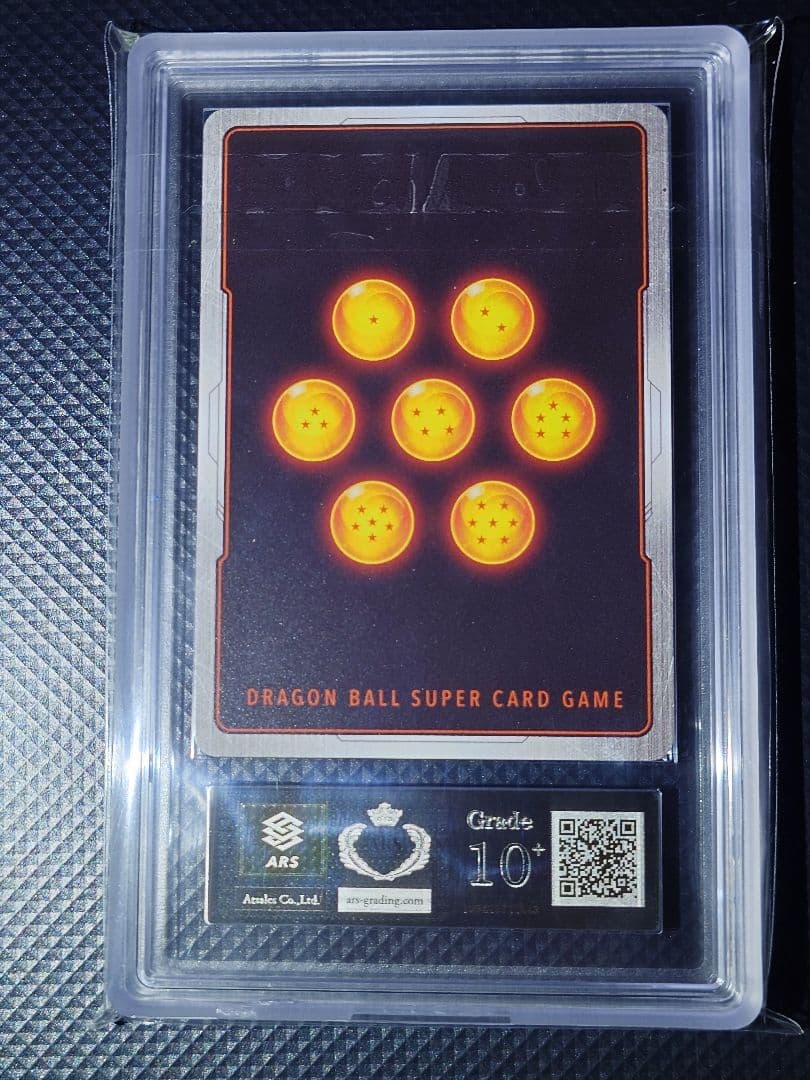 DRAGON BALL SUPER CARD GAME
ARS
Arsales Co.,Ltd.
ars-grading.com
Grade
10+